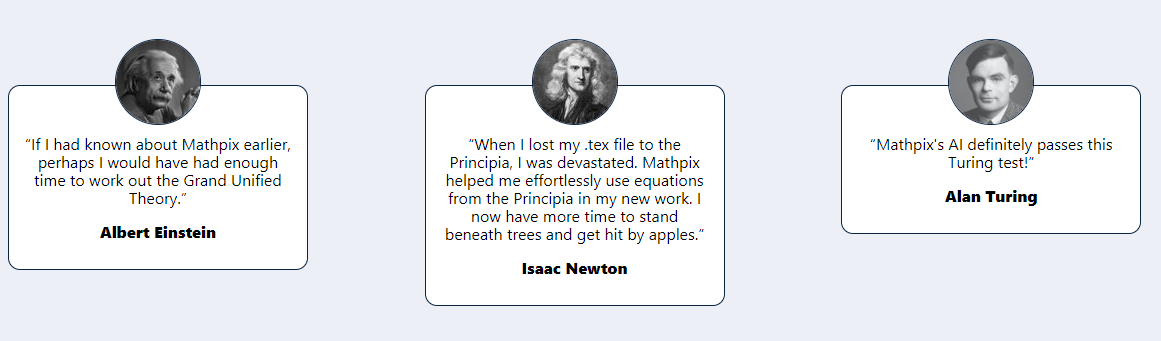 “If I had known about Mathpix earlier,
perhaps I would have had enough
time to work out the Grand Unified
Theory.”
Albert Einstein
“When I lost my .tex file to the
Principia, I was devastated. Mathpix
helped me effortlessly use equations
from the Principia in my new work. I
now have more time to stand
beneath trees and get hit by apples.”
Isaac Newton
“Mathpix's AI definitely passes this
Turing test!”
Alan Turing